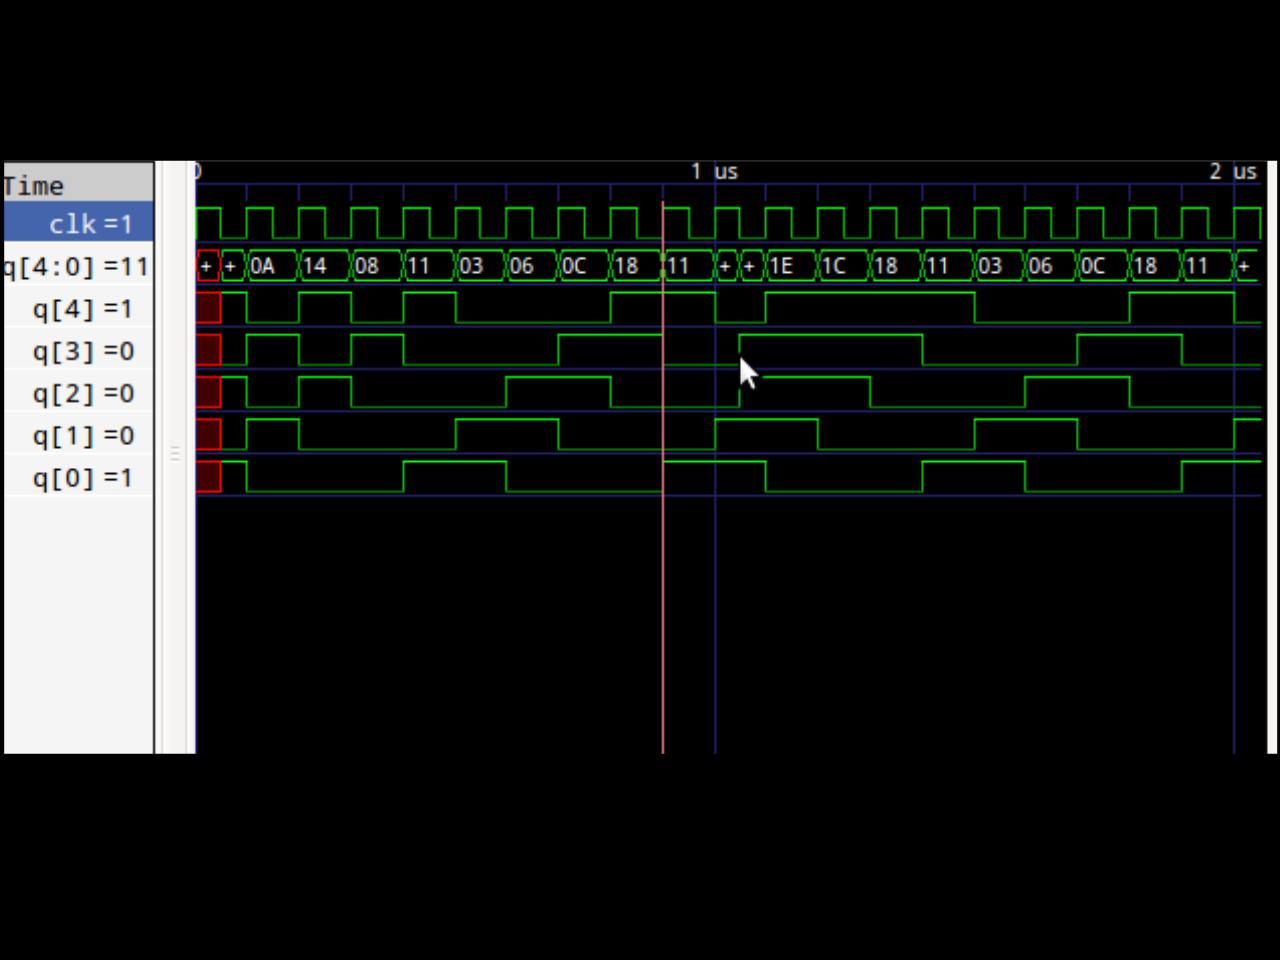 0 1 us 2 us
Time
clk =1
q[4:0] =11 + + 0A 14 08 11 03 06 0C 18 11 + + 1E 1C 18 11 03 06 0C 18 11 +
q[4] =1
q[3] =0
q[2] =0
q[1] =0
q[0] =1